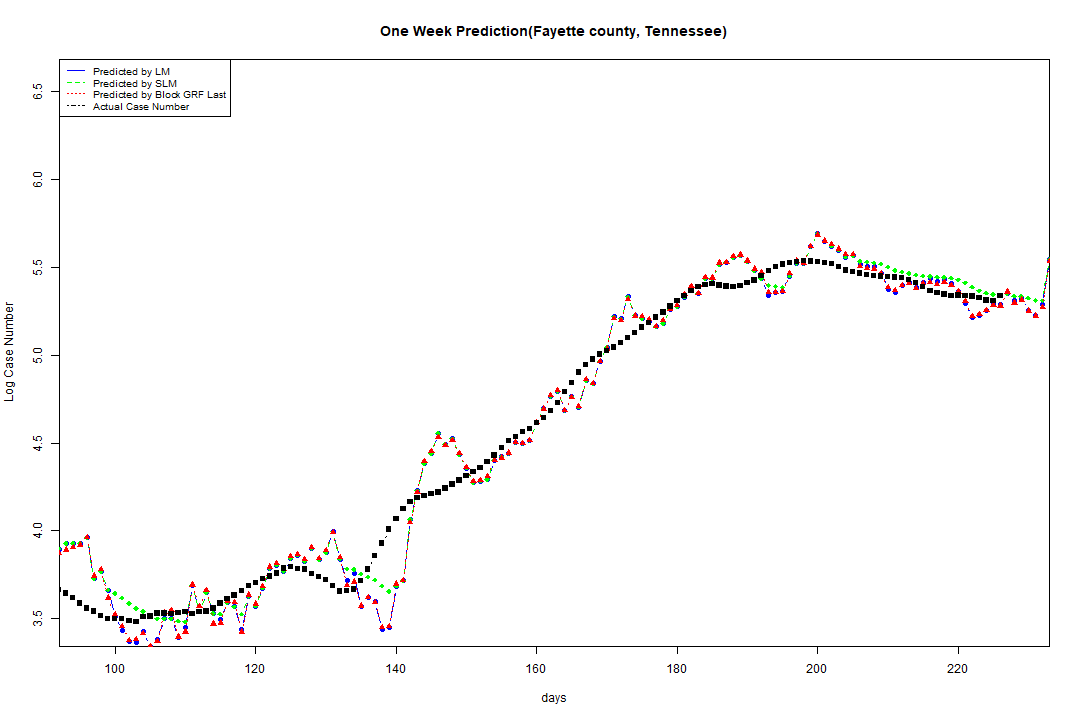 One Week Prediction(Fayette county, Tennessee)
Predicted by LM
Predicted by SLM
Predicted by Block GRF Last
Actual Case Number
6.5
6.0
5.5
5.0
4.5
4.0
3.5
Log Case Number
100 120 140 160 180 200 220
days